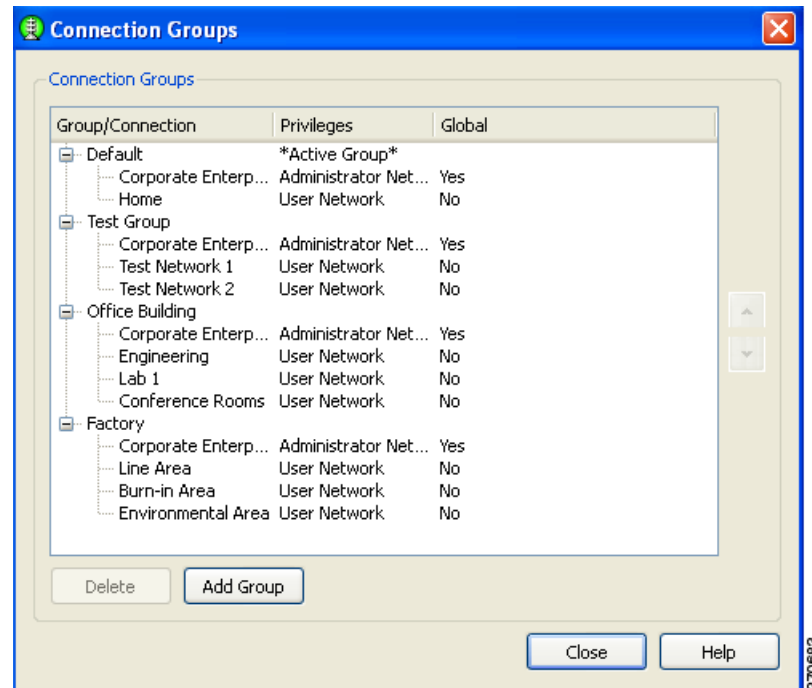 Connection Groups
Connection Groups
Group/Connection Privileges Global
Default *Active Group*
Corporate Enterp... Administrator Net... Yes
Home User Network No
Test Group
Corporate Enterp... Administrator Net... Yes
Test Network 1 User Network No
Test Network 2 User Network No
Office Building
Corporate Enterp... Administrator Net... Yes
Engineering User Network No
Lab 1 User Network No
Conference Rooms User Network No
Factory
Corporate Enterp... Administrator Net... Yes
Line Area User Network No
Burn-in Area User Network No
Environmental Area User Network No
Delete Add Group
Close Help